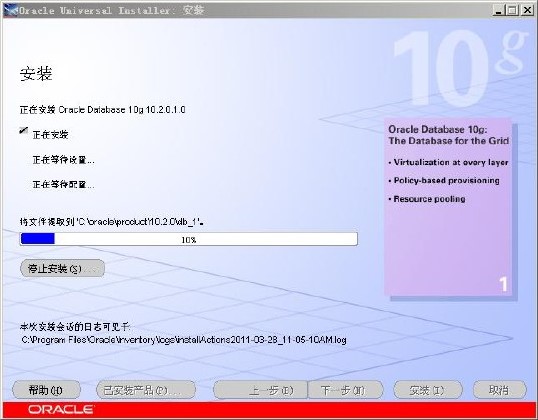 Oracle Universal Installer: 安装
10g
安装
正在安装 Oracle Database 10g 10.2.0.1.0
正在安装
正在等待设置...
正在等待配置...
将文件提取到 'C:\oracle\product\10.2.0\db_1'。
10%
停止安装(S)...
Oracle Database 10g:
The Database for the Grid
• Virtualization at every layer
• Policy-based provisioning
• Resource pooling
1
本次安装会话的日志可见于:
C:\Program Files\Oracle\Inventory\logs\installActions2011-03-28_11-05-10AM.log
帮助(H) 已安装产品(P)... 上一步(B) 下一步(N) 安装(I) 取消
ORACLE